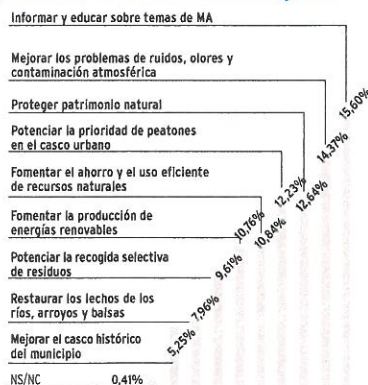 Informar y educar sobre temas de MA
15,60%
Mejorar los problemas de ruidos, olores y
contaminación atmosférica
14,37%
Proteger patrimonio natural
12,64%
Potenciar la prioridad de peatones
en el casco urbano
12,23%
Fomentar el ahorro y el uso eficiente
de recursos naturales
10,84%
Fomentar la producción de
energías renovables
10,76%
Potenciar la recogida selectiva
de residuos
9,61%
Restaurar los lechos de los
ríos, arroyos y balsas
7,96%
Mejorar el casco histórico
del municipio
5,25%
NS/NC 0,41%